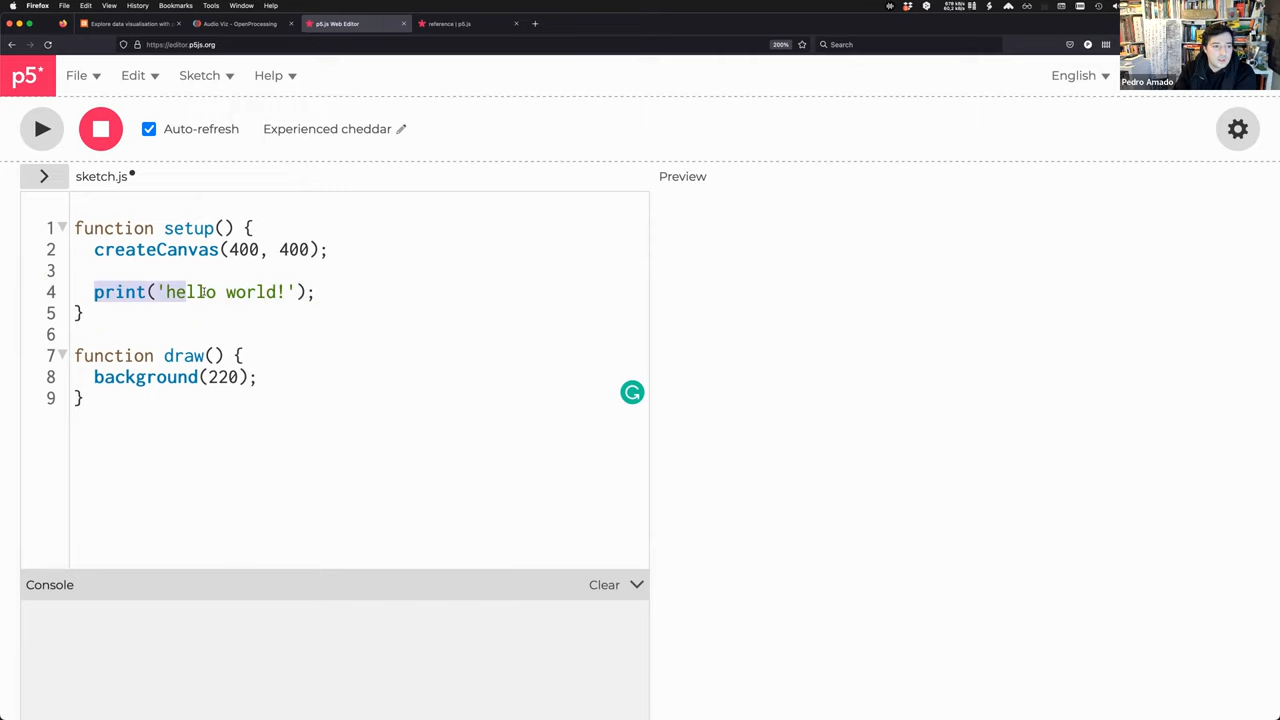 Firefox File Edit View History Bookmarks Tools Window Help
Explore data visualisation with
Audio Viz - OpenProcessing
p5.js Web Editor
reference | p5.js
https://editor.p5js.org
200%
Search
Pedro Amado
p5* File Edit Sketch Help English
Auto-refresh Experienced cheddar
sketch.js
Preview
1 function setup() {
2 createCanvas(400, 400);
3
4 print('hello world!');
5 }
6
7 function draw() {
8 background(220);
9 }
Console Clear